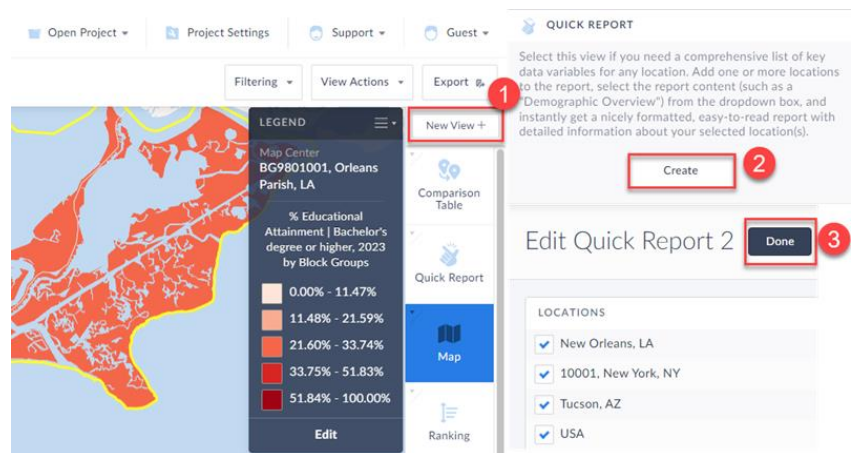 Open Project
Project Settings
Support
Guest
Filtering
View Actions
Export
1
LEGEND
Map Center
BG9801001, Orleans
Parish, LA
% Educational
Attainment | Bachelor's
degree or higher, 2023
by Block Groups
0.00% - 11.47%
11.48% - 21.59%
21.60% - 33.74%
33.75% - 51.83%
51.84% - 100.00%
Edit
New View +
Comparison
Table
Quick Report
Map
Ranking
QUICK REPORT
Select this view if you need a comprehensive list of key
data variables for any location. Add one or more locations
to the report, select the report content (such as a
"Demographic Overview") from the dropdown box, and
instantly get a nicely formatted, easy-to-read report with
detailed information about your selected location(s).
Create
2
Edit Quick Report 2
Done
3
LOCATIONS
New Orleans, LA
10001, New York, NY
Tucson, AZ
USA